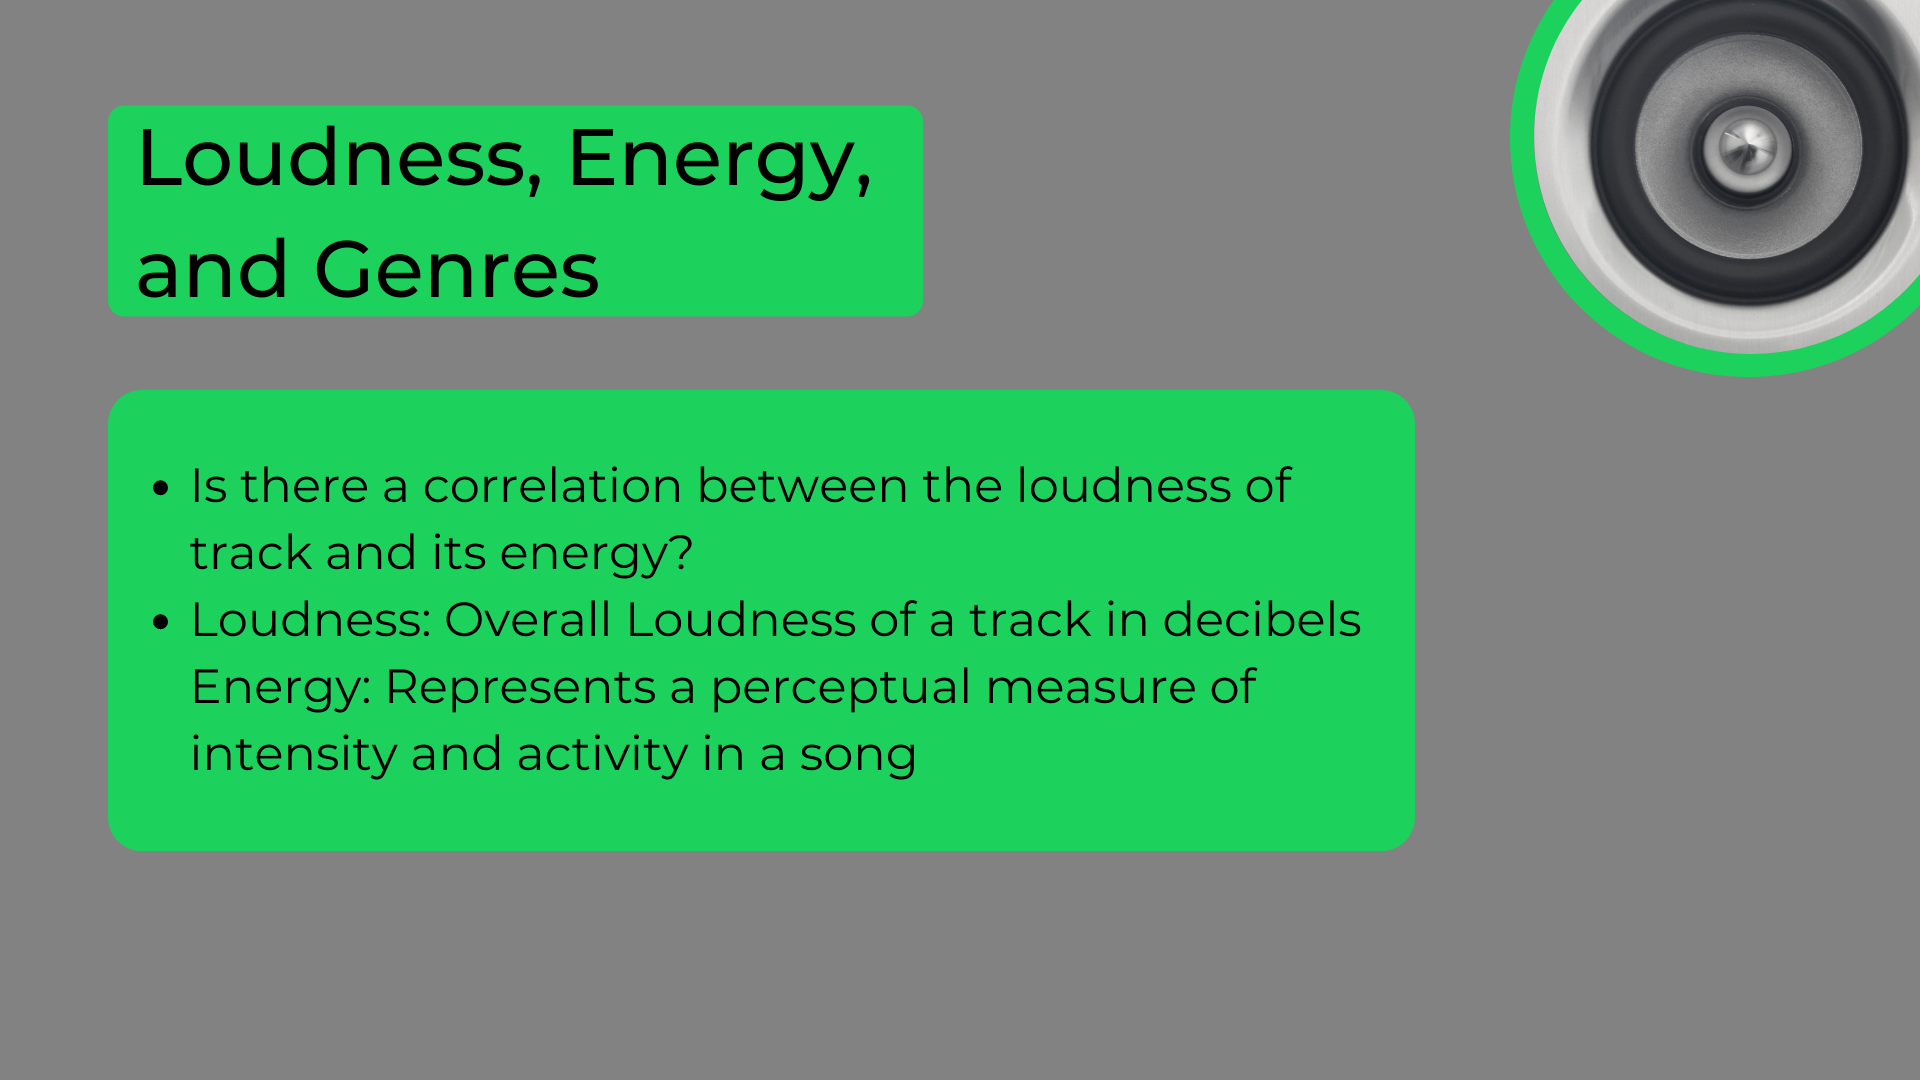 Loudness, Energy,
and Genres
• Is there a correlation between the loudness of
track and its energy?
• Loudness: Overall Loudness of a track in decibels
Energy: Represents a perceptual measure of
intensity and activity in a song